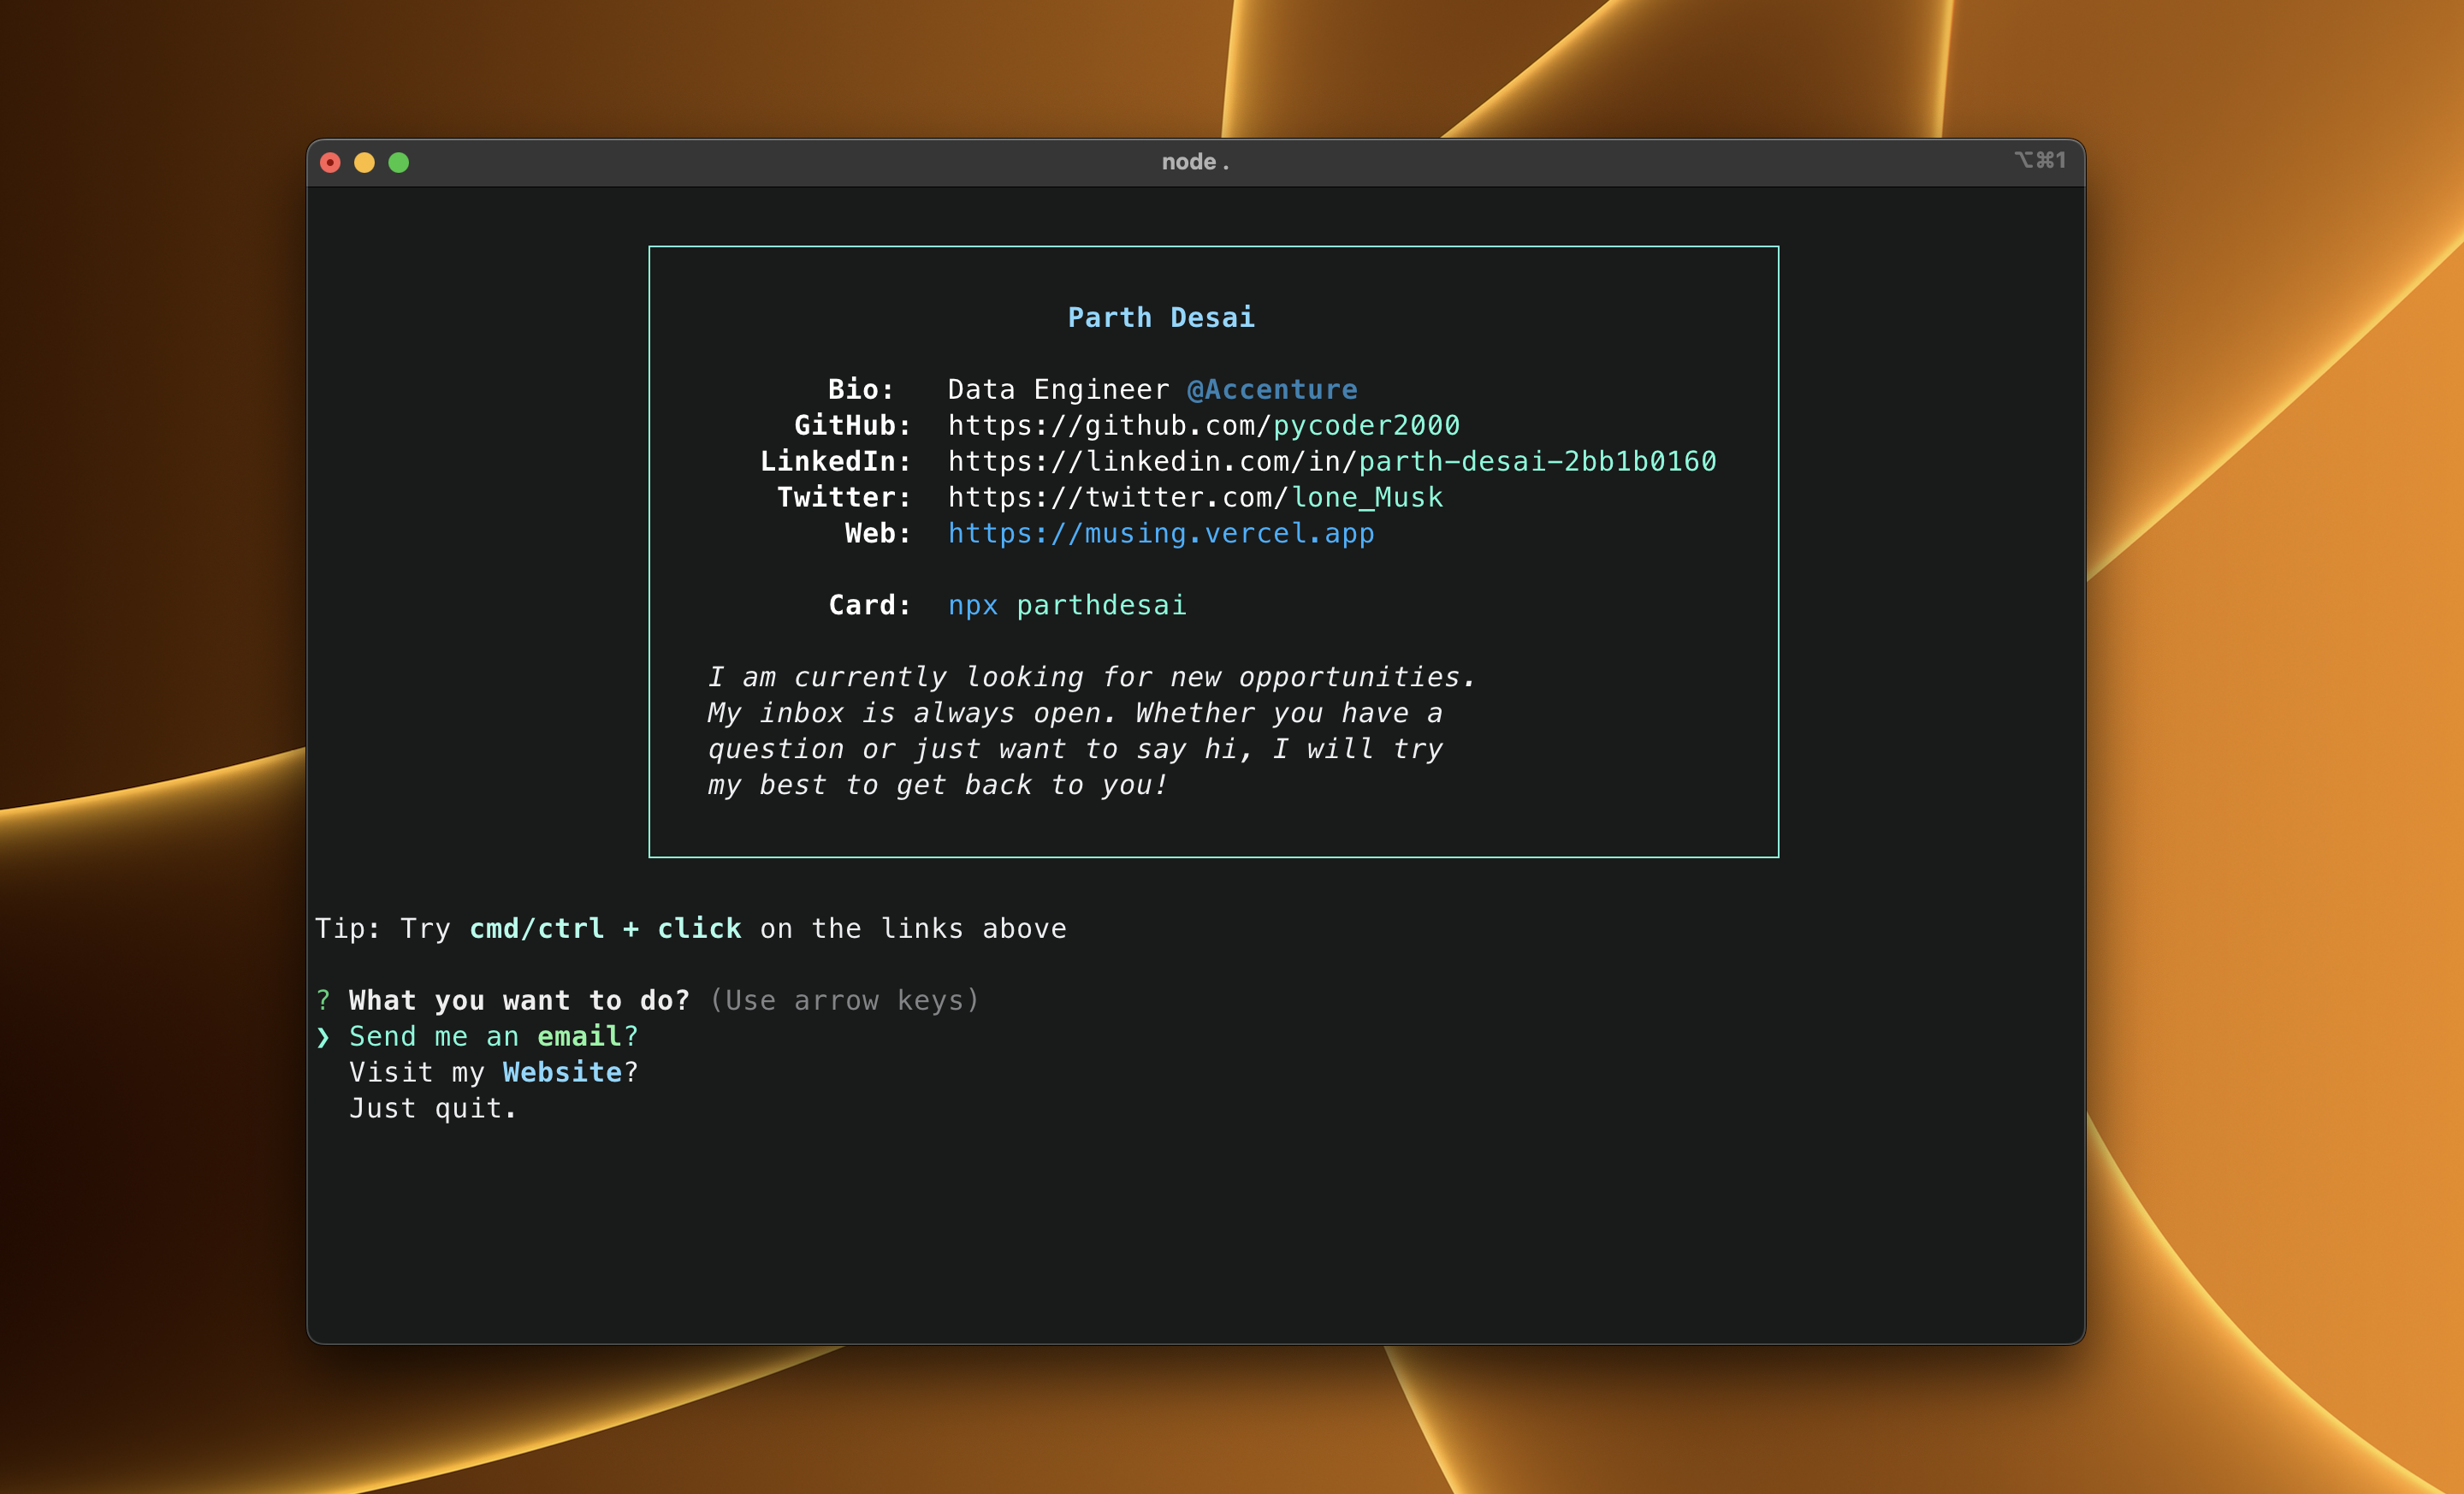 node .
⌥⌘1
Parth Desai
Bio: Data Engineer @Accenture
GitHub: https://github.com/pycoder2000
LinkedIn: https://linkedin.com/in/parth-desai-2bb1b0160
Twitter: https://twitter.com/lone_Musk
Web: https://musing.vercel.app
Card: npx parthdesai
I am currently looking for new opportunities.
My inbox is always open. Whether you have a
question or just want to say hi, I will try
my best to get back to you!
Tip: Try cmd/ctrl + click on the links above
? What you want to do? (Use arrow keys)
❯ Send me an email?
Visit my Website?
Just quit.